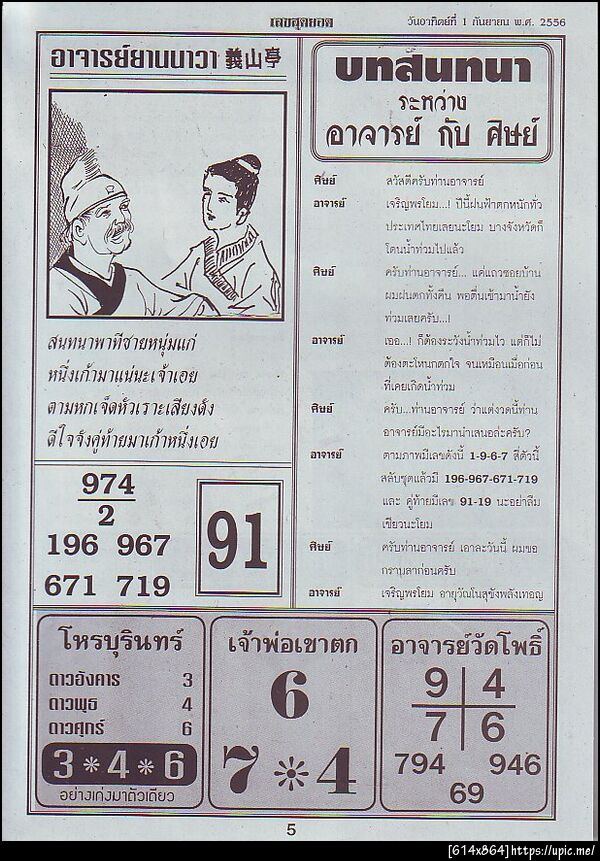 เลขสุดยอด
วันอาทิตย์ที่ 1 กันยายน พ.ศ. 2556
อาจารย์ยานนาวา 義山亭
สนทนาพาทีชายหนุ่มแก่
หนึ่งเก้ามาแน่นะเจ้าเอย
ตามหกเจ็ดหัวเราะเสียงดัง
ดีใจจังคู่ท้ายมาเก้าหนึ่งเอย
974
2
196 967
671 719
91
บทสนทนา
ระหว่าง
อาจารย์ กับ ศิษย์
ศิษย์ สวัสดีครับท่านอาจารย์
อาจารย์ เจริญพรโยม...! ปีนี้ฝนฟ้าตกหนักทั่ว
ประเทศไทยเลยนะโยม บางจังหวัดก็
โดนน้ำท่วมไปแล้ว
ศิษย์ ครับท่านอาจารย์... แค่แถวซอยบ้าน
ผมฝนตกทั้งคืน พอตื่นเช้ามาน้ำยัง
ท่วมเลยครับ...!
อาจารย์ เออ...! ก็ต้องระวังน้ำท่วมไว แต่ก็ไม่
ต้องตะโหนกตกใจ จนเหมือนเมื่อก่อน
ที่เคยเกิดน้ำท่วม
ศิษย์ ครับ...ท่านอาจารย์ ว่าแต่งวดนี้ท่าน
อาจารย์มีอะไรมานำเสนอล่ะครับ?
อาจารย์ ตามภาพมีเลขดังนี้ 1-9-6-7 สี่ตัวนี้
สลับชุดแล้วมี 196-967-671-719
และ คู่ท้ายมีเลข 91-19 นะอย่าลืม
เชียวนะโยม
ศิษย์ ครับท่านอาจารย์ เอาละวันนี้ ผมขอ
กราบลาก่อนครับ
อาจารย์ เจริญพรโยม อายุวัณโนสุขังพลังเทอญ
โหรบุรินทร์
ดาวอังคาร 3
ดาวพุธ 4
ดาวศุกร์ 6
3*4*6
อย่างเก่งมาตัวเดียว
เจ้าพ่อเขาตก
6
7*4
อาจารย์วัดโพธิ์
9 4
7 6
794 946
69
5
[614x864]https://upic.me/